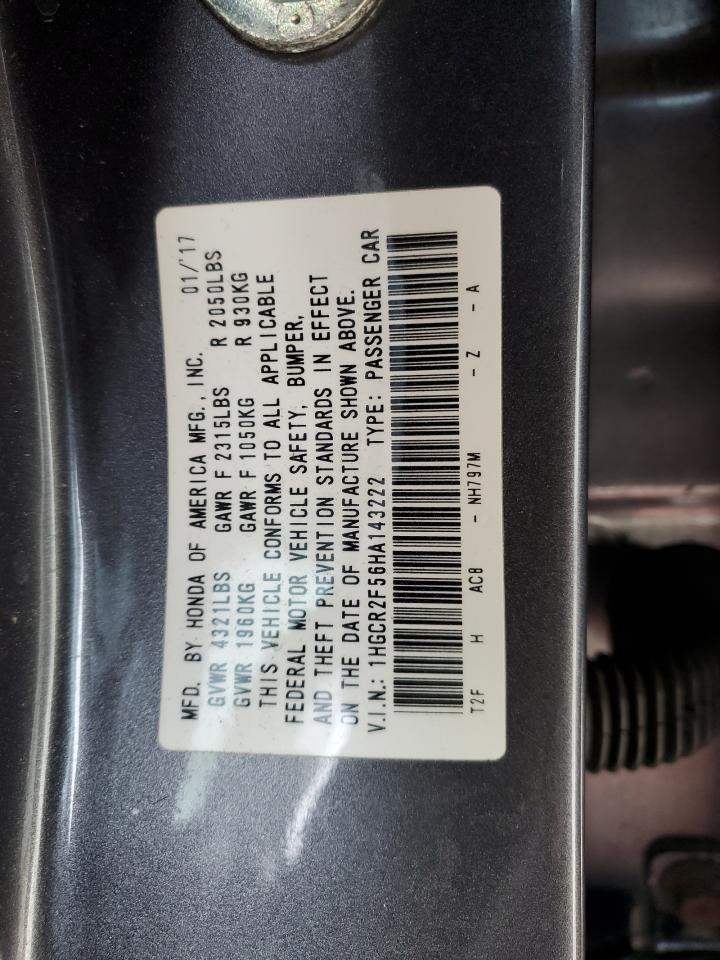 MFD. BY HONDA OF AMERICA MFG., INC. 01/'17
GVWR 4321LBS GAWR F 2315LBS R 2050LBS
GVWR 1960KG GAWR F 1050KG R 930KG
THIS VEHICLE CONFORMS TO ALL APPLICABLE
FEDERAL MOTOR VEHICLE SAFETY, BUMPER,
AND THEFT PREVENTION STANDARDS IN EFFECT
ON THE DATE OF MANUFACTURE SHOWN ABOVE.
V.I.N.: 1HGCR2F56HA143222 TYPE: PASSENGER CAR
T2F H AC8 - NH797M - Z - A